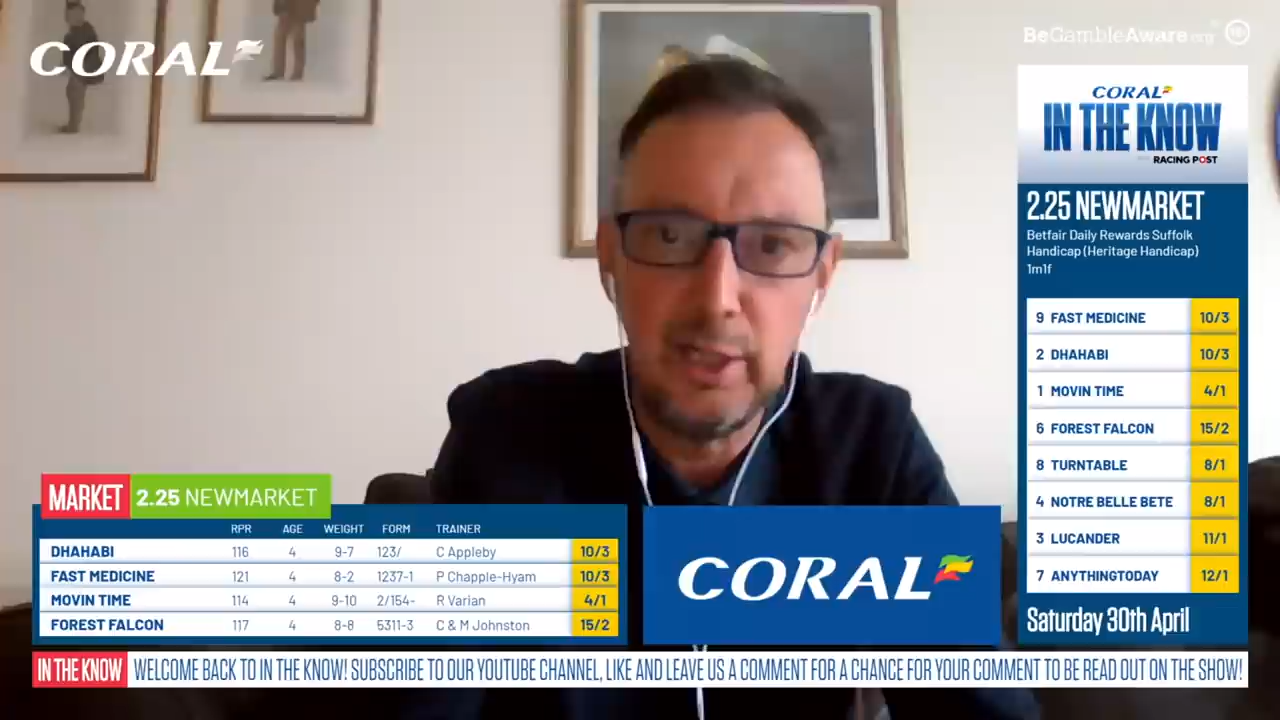 CORAL
BeGambleAware.org 18+
CORAL
IN THE KNOW
WITH RACING POST
2.25 NEWMARKET
Betfair Daily Rewards Suffolk
Handicap (Heritage Handicap)
1m1f
9 FAST MEDICINE 10/3
2 DHAHABI 10/3
1 MOVIN TIME 4/1
6 FOREST FALCON 15/2
8 TURNTABLE 8/1
4 NOTRE BELLE BETE 8/1
3 LUCANDER 11/1
7 ANYTHINGTODAY 12/1
Saturday 30th April
MARKET 2.25 NEWMARKET
RPR AGE WEIGHT FORM TRAINER
DHAHABI 116 4 9-7 123/ C Appleby 10/3
FAST MEDICINE 121 4 8-2 1237-1 P Chapple-Hyam 10/3
MOVIN TIME 114 4 9-10 2/154- R Varian 4/1
FOREST FALCON 117 4 8-8 5311-3 C & M Johnston 15/2
CORAL
IN THE KNOW WELCOME BACK TO IN THE KNOW! SUBSCRIBE TO OUR YOUTUBE CHANNEL, LIKE AND LEAVE US A COMMENT FOR A CHANCE FOR YOUR COMMENT TO BE READ OUT ON THE SHOW!